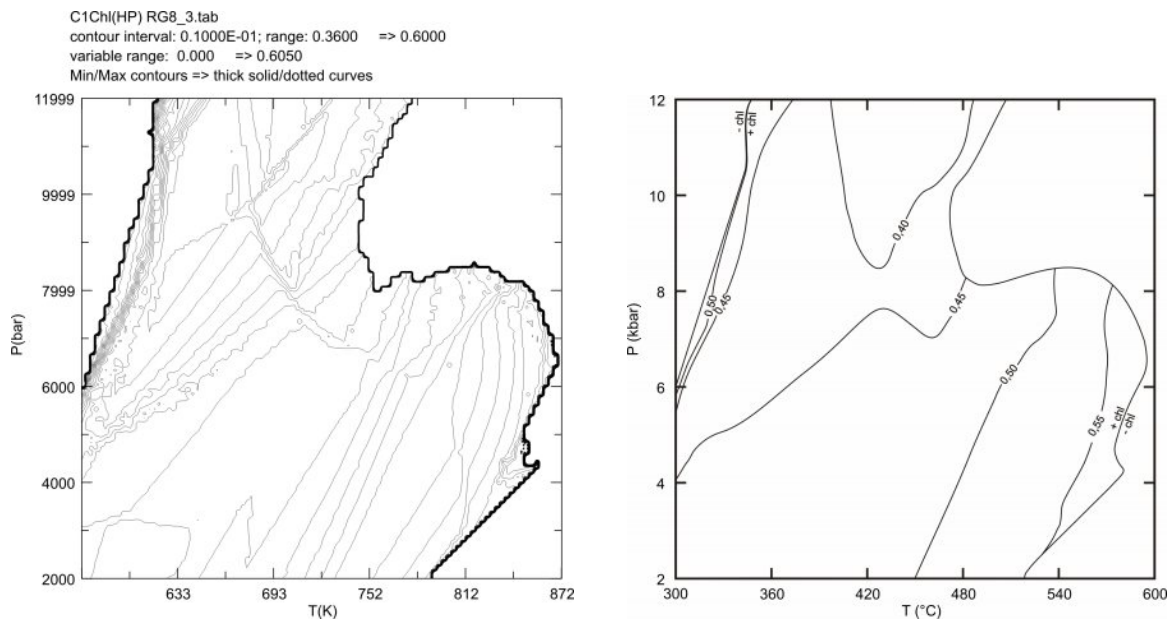 C1Chl(HP) RG8_3.tab
contour interval: 0.1000E-01; range: 0.3600 => 0.6000
variable range: 0.000 => 0.6050
Min/Max contours => thick solid/dotted curves
11999
9999
7999
6000
4000
2000
P(bar)
633
693
752
812
872
T(K)
12
10
8
6
4
2
P (kbar)
- chl
+ chl
0,50
0,45
0,40
0,45
0,50
0,55
+ chl
- chl
300
360
420
480
540
600
T (°C)